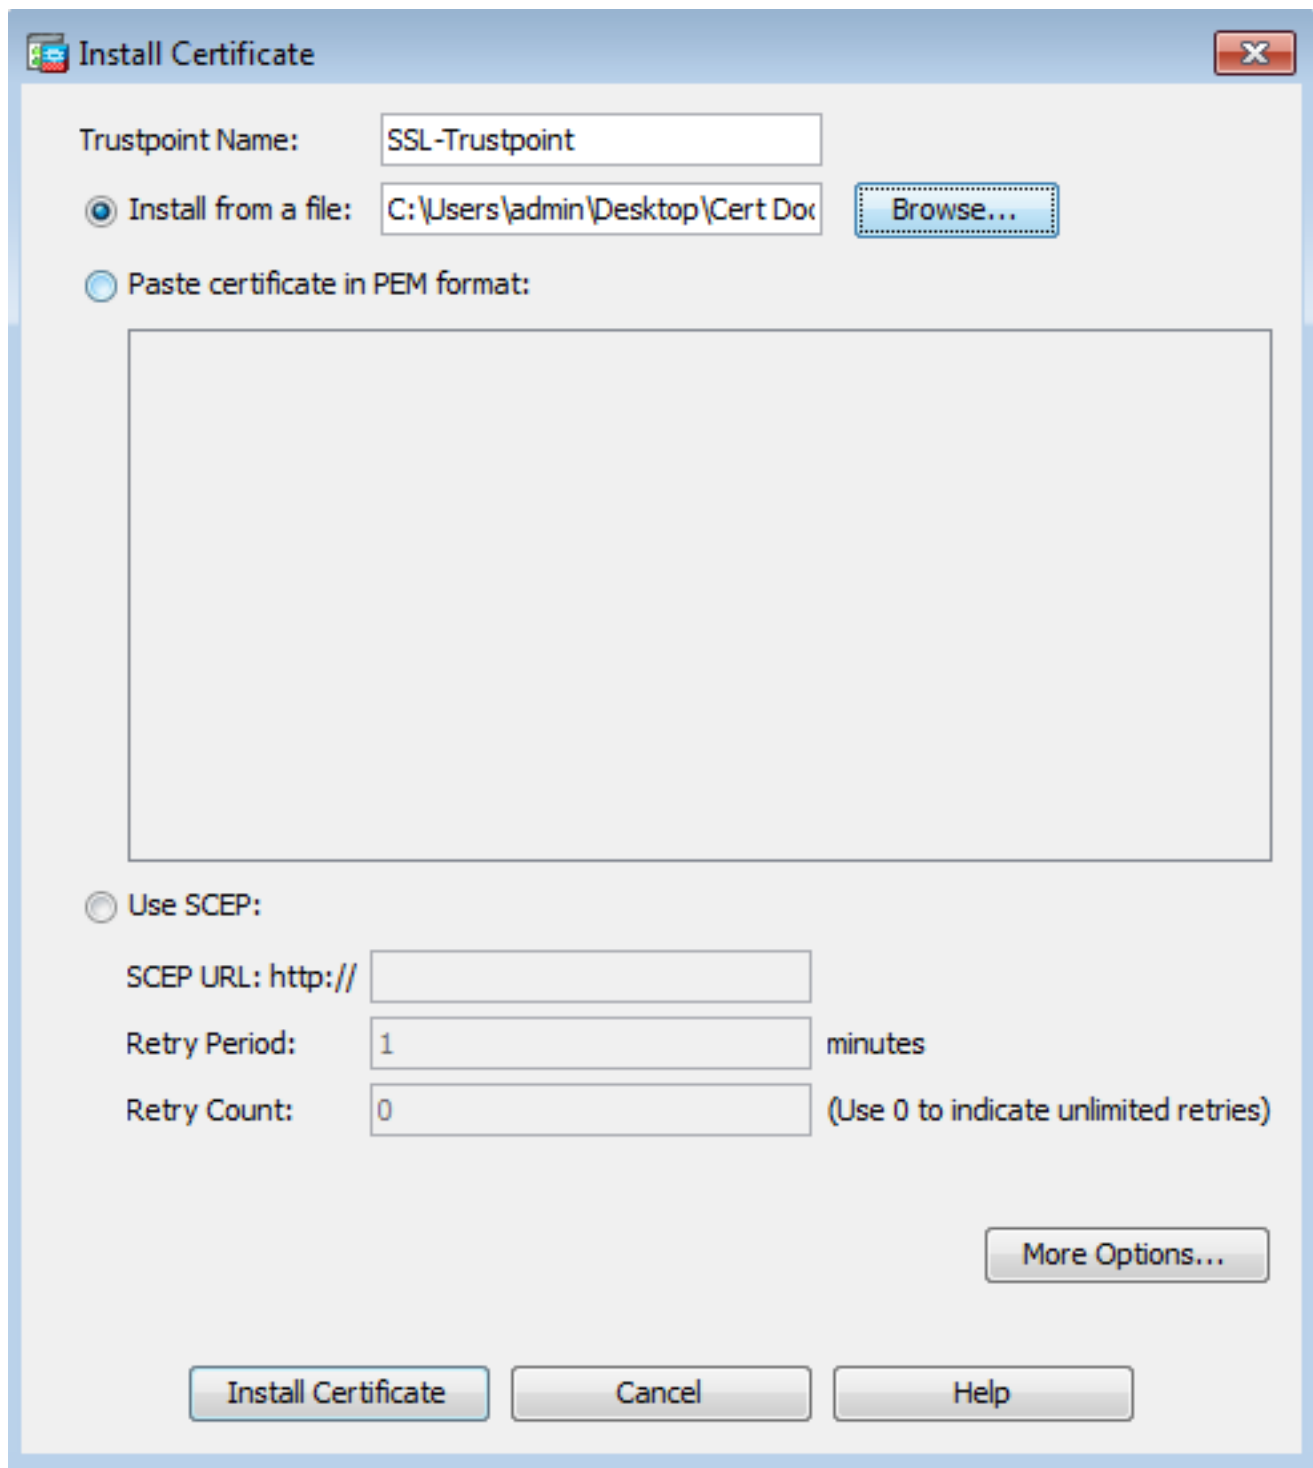 Install Certificate
Trustpoint Name: SSL-Trustpoint
Install from a file: C:\Users\admin\Desktop\Cert Doc Browse...
Paste certificate in PEM format:
Use SCEP:
SCEP URL: http://
Retry Period: 1 minutes
Retry Count: 0 (Use 0 to indicate unlimited retries)
More Options...
Install Certificate Cancel Help